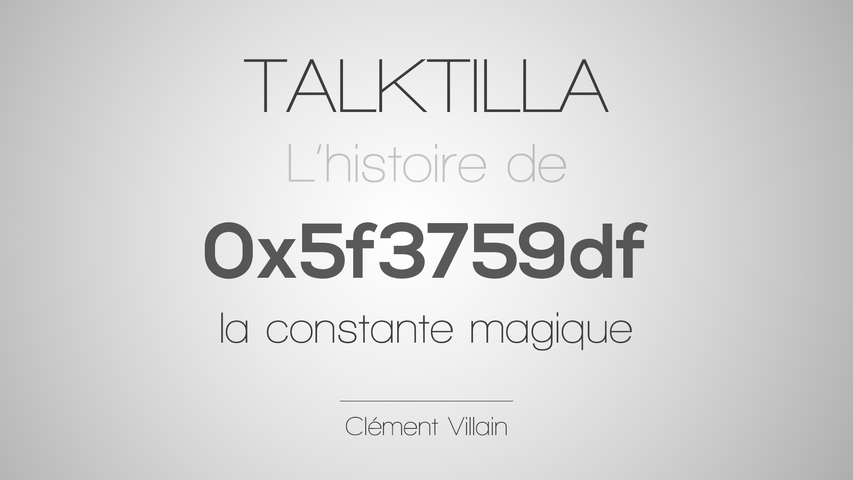 TALKTILLA
L'histoire de
0x5f3759df
la constante magique
Clément Villain